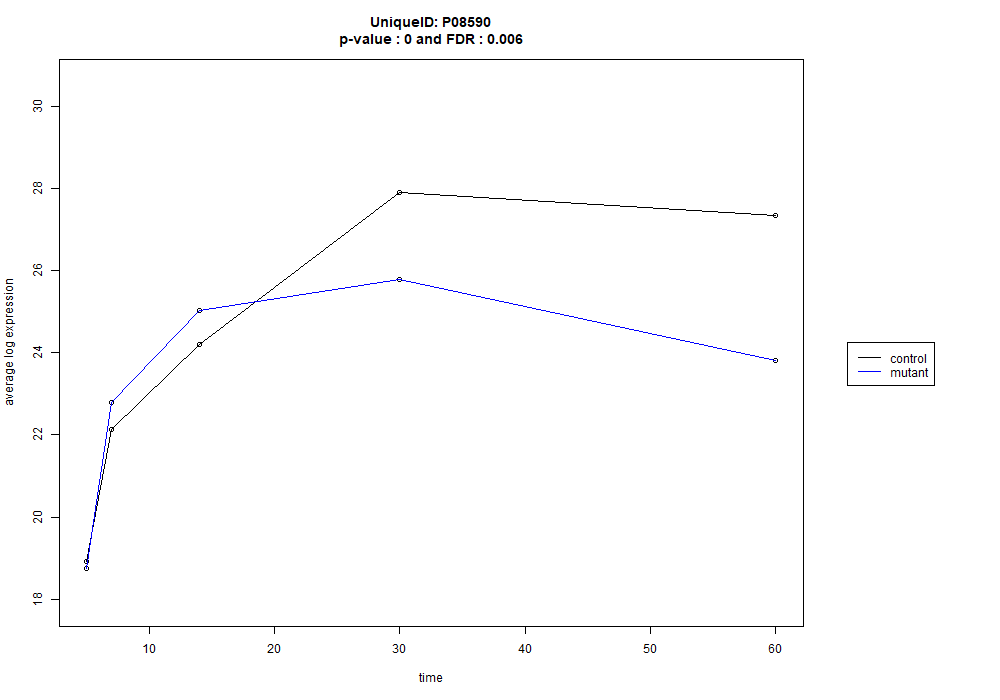 UniqueID: P08590
p-value : 0 and FDR : 0.006
30
28
26
24
22
20
18
average log expression
10
20
30
40
50
60
time
control
mutant